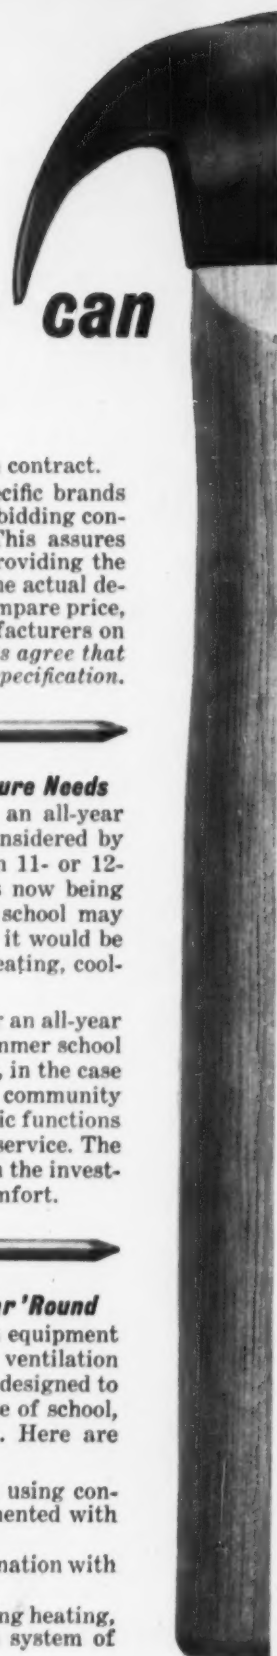 can
contract.
cific brands
bidding con-
This assures
roviding the
ne actual de-
mpare price,
facturers on
s agree that
pecification.
ure Needs
an all-year
nsidered by
n 11- or 12-
s now being
school may
it would be
eating, cool-
r an all-year
mmer school
, in the case
community
ic functions
service. The
n the invest-
mfort.
ar 'Round
equipment
ventilation
designed to
e of school,
. Here are
using con-
mented with
nation with
ng heating,
system of